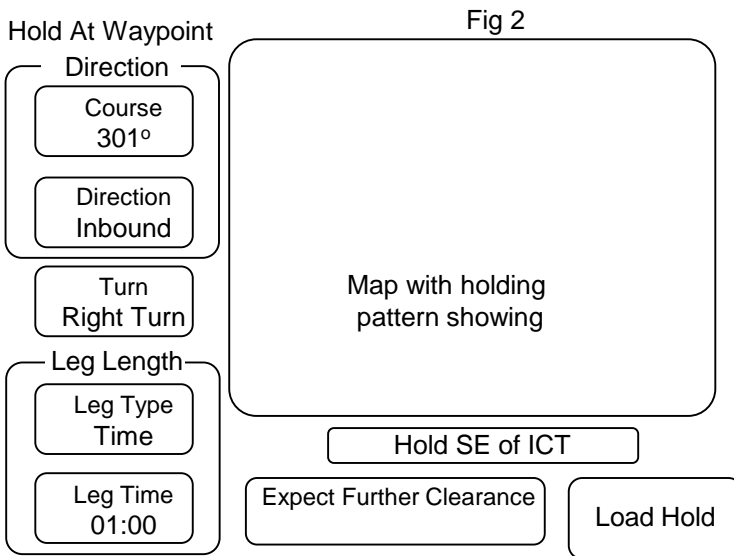 Fig 2
Hold At Waypoint
Direction
Course
301º
Direction
Inbound
Turn
Right Turn
Leg Length
Leg Type
Time
Leg Time
01:00
Map with holding
pattern showing
Hold SE of ICT
Expect Further Clearance
Load Hold